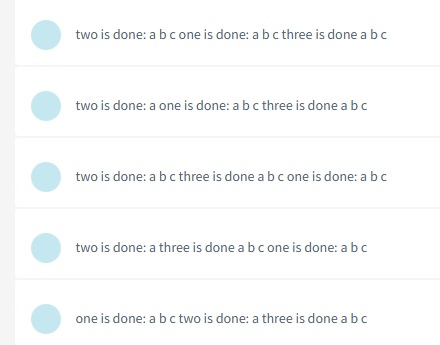 two is done: a b c one is done: a b c three is done a b c
two is done: a one is done: a b c three is done a b c
two is done: a b c three is done a b c one is done: a b c
two is done: a three is done a b c one is done: a b c
one is done: a b c two is done: a three is done a b c